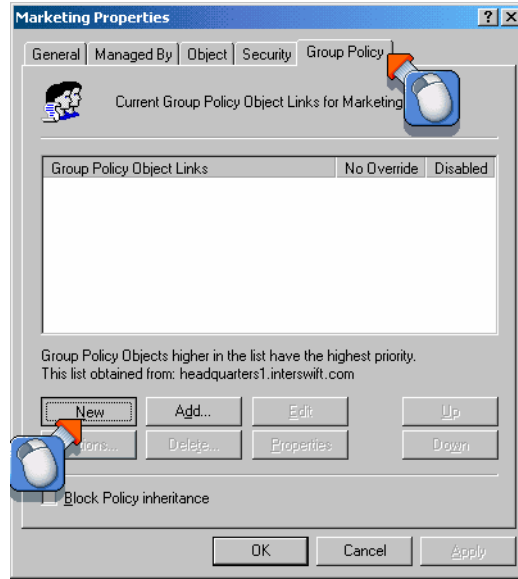 Marketing Properties
General Managed By Object Security Group Policy
Current Group Policy Object Links for Marketing
Group Policy Object Links No Override Disabled
Group Policy Objects higher in the list have the highest priority.
This list obtained from: headquarters1.interswift.com
New Add... Edit Up
Delete... Properties Down
Block Policy inheritance
OK Cancel Apply